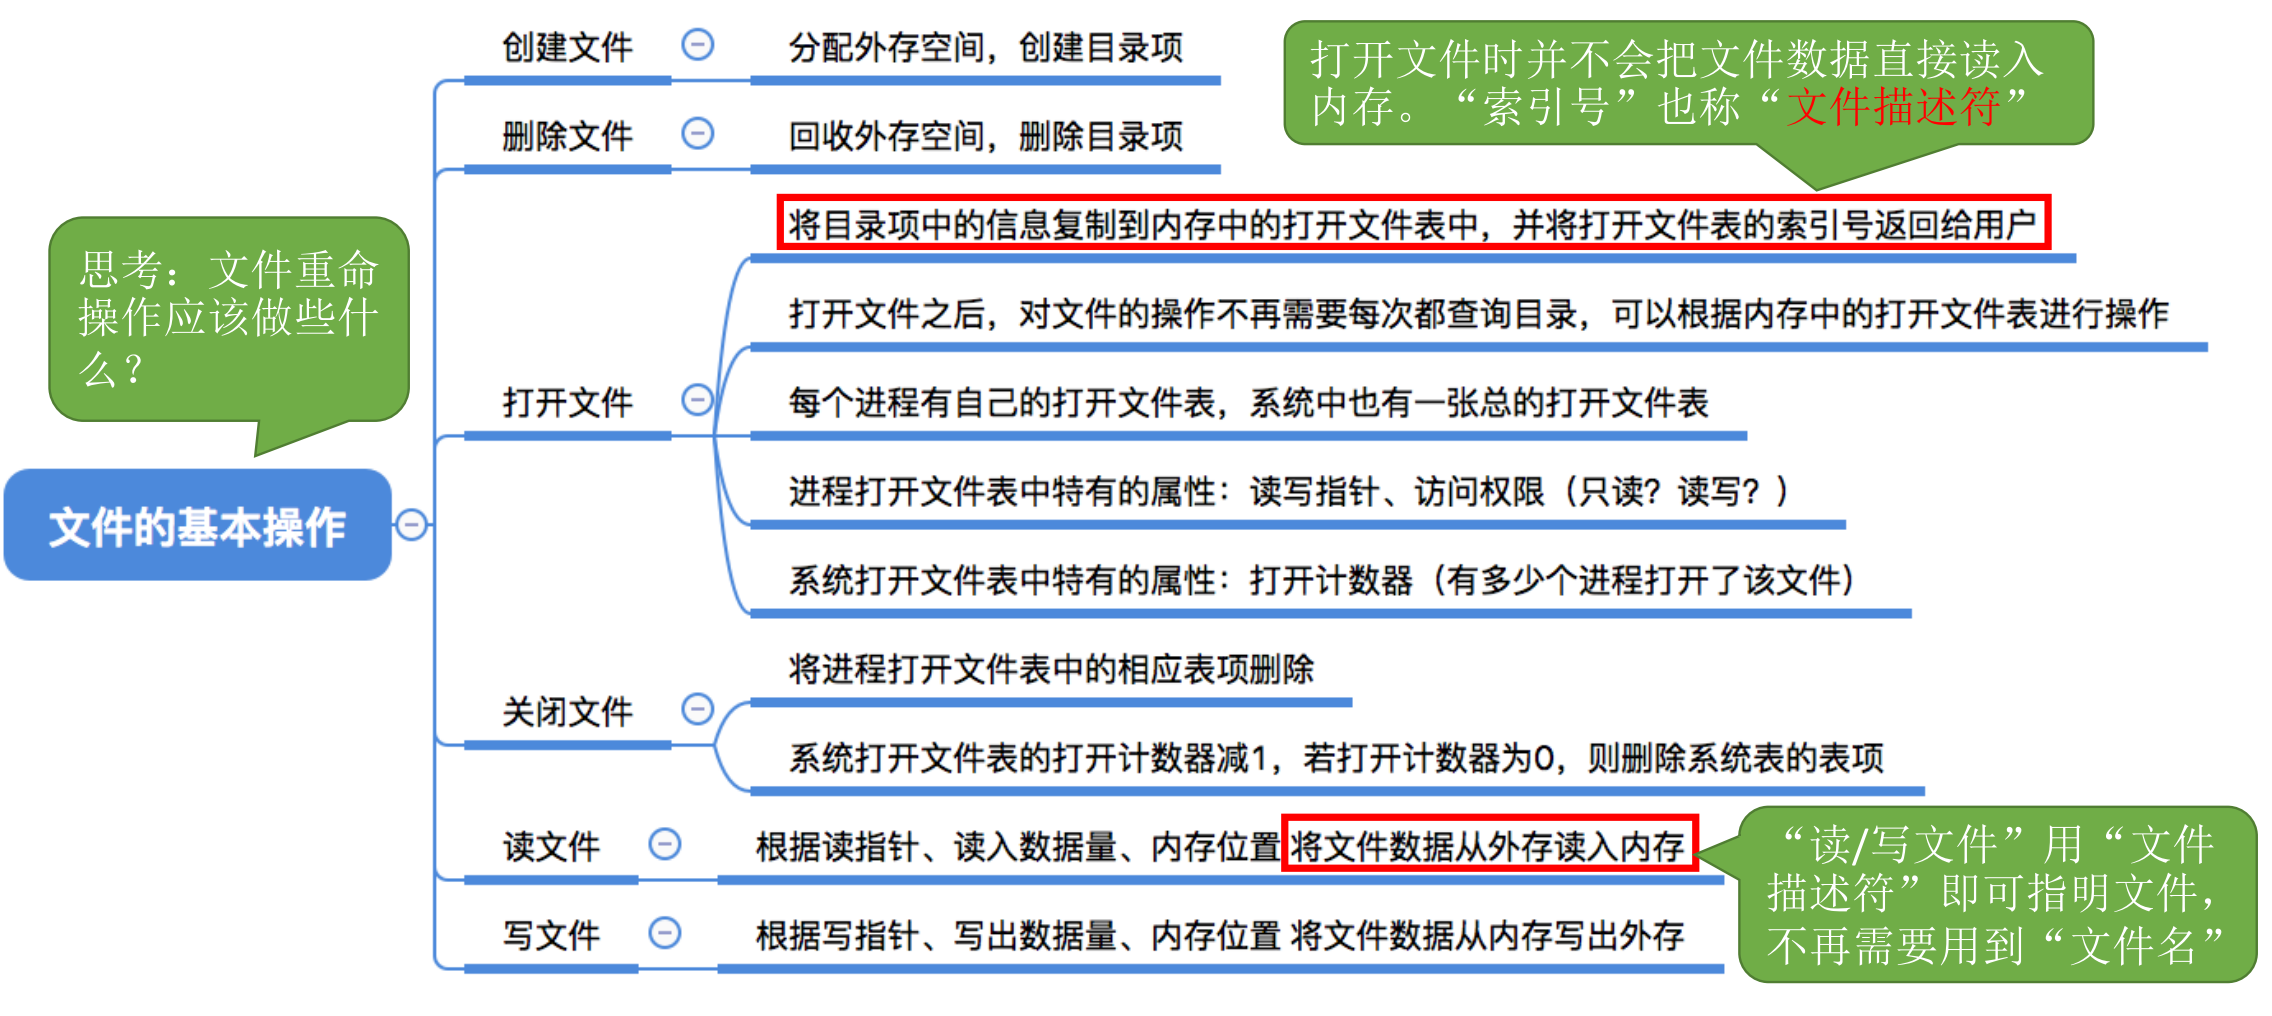 创建文件
分配外存空间，创建目录项
打开文件时并不会把文件数据直接读入
内存。“索引号”也称“文件描述符”
删除文件
回收外存空间，删除目录项
将目录项中的信息复制到内存中的打开文件表中，并将打开文件表的索引号返回给用户
思考：文件重命
操作应该做些什
么？
打开文件之后，对文件的操作不再需要每次都查询目录，可以根据内存中的打开文件表进行操作
打开文件
每个进程有自己的打开文件表，系统中也有一张总的打开文件表
进程打开文件表中特有的属性：读写指针、访问权限（只读？读写？）
文件的基本操作
系统打开文件表中特有的属性：打开计数器（有多少个进程打开了该文件）
关闭文件
将进程打开文件表中的相应表项删除
系统打开文件表的打开计数器减1，若打开计数器为0，则删除系统表的表项
读文件
根据读指针、读入数据量、内存位置 将文件数据从外存读入内存
“读/写文件”用“文件
描述符”即可指明文件，
不再需要用到“文件名”
写文件
根据写指针、写出数据量、内存位置 将文件数据从内存写出外存